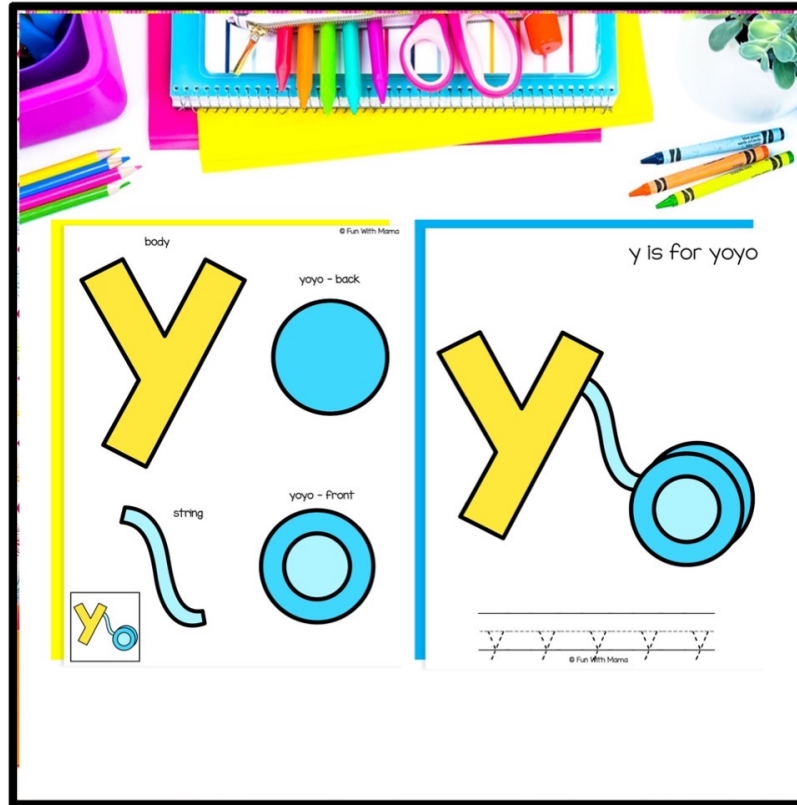 © Fun With Mama
body
yoyo - back
string
yoyo - front
y is for yoyo
y y y y y
© Fun With Mama